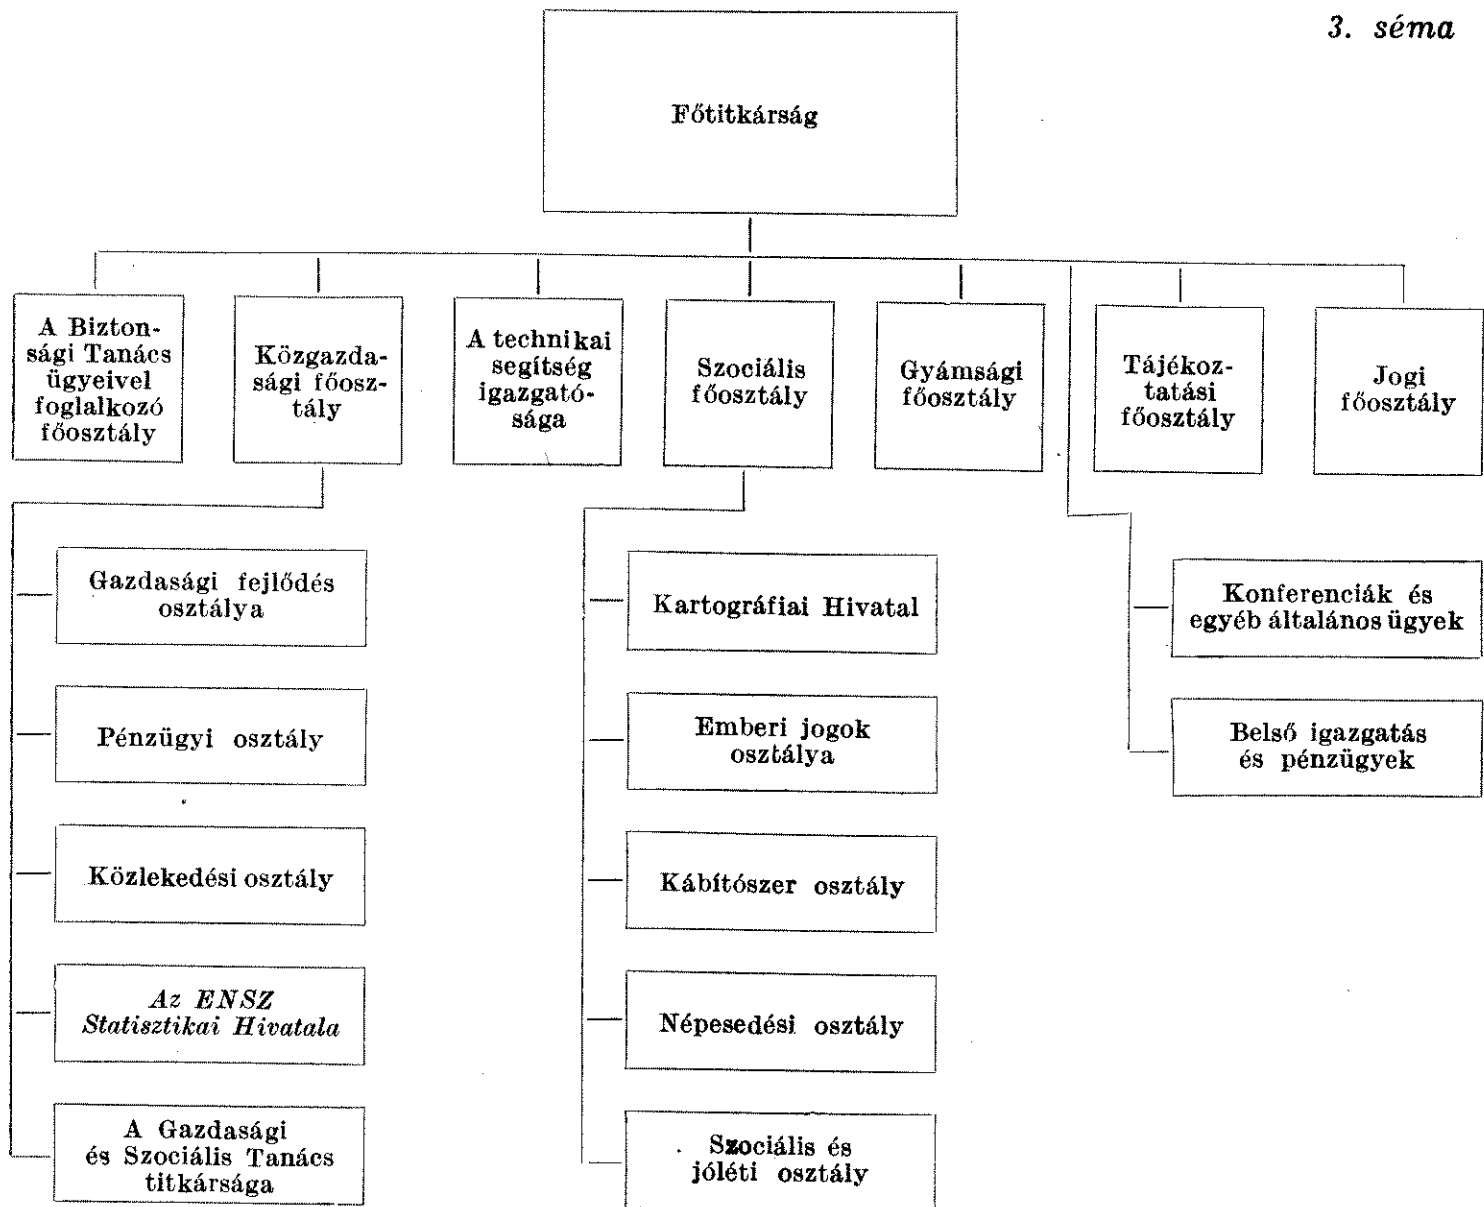 3. séma
Főtitkárság
A Bizton-
sági Tanács
ügyeivel
foglalkozó
főosztály
Közgazda-
sági főosz-
tály
A technikai
segítség
igazgató-
sága
Szociális
főosztály
Gyámsági
főosztály
Tájékoz-
tatási
főosztály
Jogi
főosztály
Gazdasági fejlődés
osztálya
Pénzügyi osztály
Közlekedési osztály
Az ENSZ
Statisztikai Hivatala
A Gazdasági
és Szociális Tanács
titkársága
Kartográfiai Hivatal
Emberi jogok
osztálya
Kábítószer osztály
Népesedési osztály
Szociális és
jóléti osztály
Konferenciák és
egyéb általános ügyek
Belső igazgatás
és pénzügyek